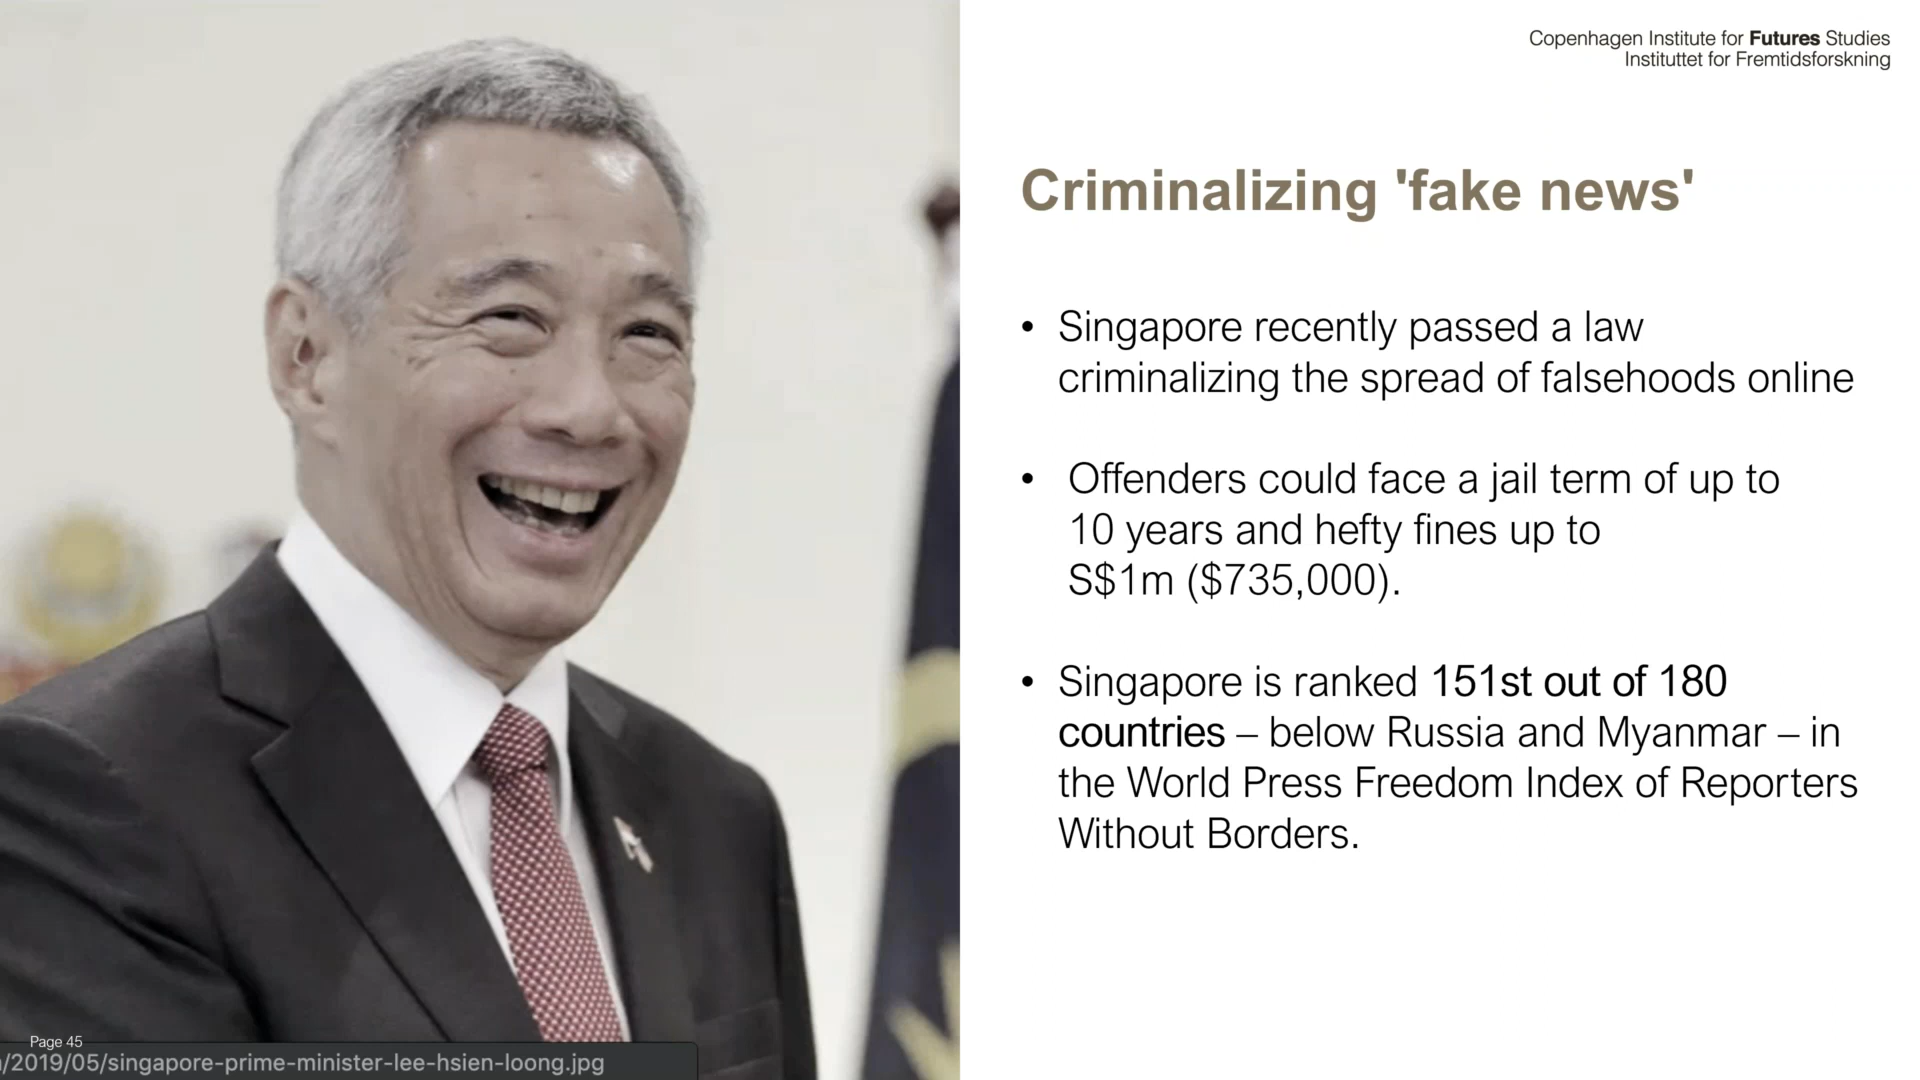 Copenhagen Institute for Futures Studies
Instituttet for Fremtidsforskning
Criminalizing 'fake news'
• Singapore recently passed a law
criminalizing the spread of falsehoods online
• Offenders could face a jail term of up to
10 years and hefty fines up to
S$1m ($735,000).
• Singapore is ranked 151st out of 180
countries – below Russia and Myanmar – in
the World Press Freedom Index of Reporters
Without Borders.
Page 45
/2019/05/singapore-prime-minister-lee-hsien-loong.jpg